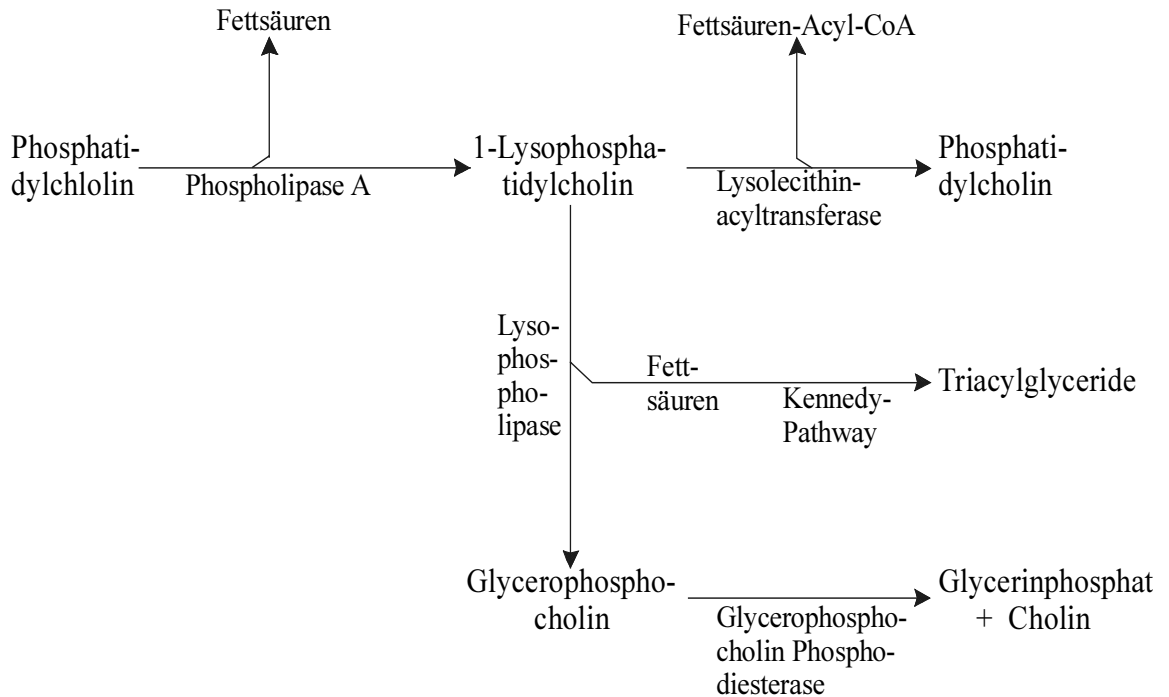 Fettsäuren
Fettsäuren-Acyl-CoA
Phosphati-
dylchlolin
Phospholipase A
1-Lysophospha-
tidylcholin
Lysolecithin-
acyltransferase
Phosphati-
dylcholin
Lyso-
phos-
pho-
lipase
Fett-
säuren
Kennedy-
Pathway
Triacylglyceride
Glycerophospho-
cholin
Glycerophospho-
cholin Phospho-
diesterase
Glycerinphosphat
+ Cholin